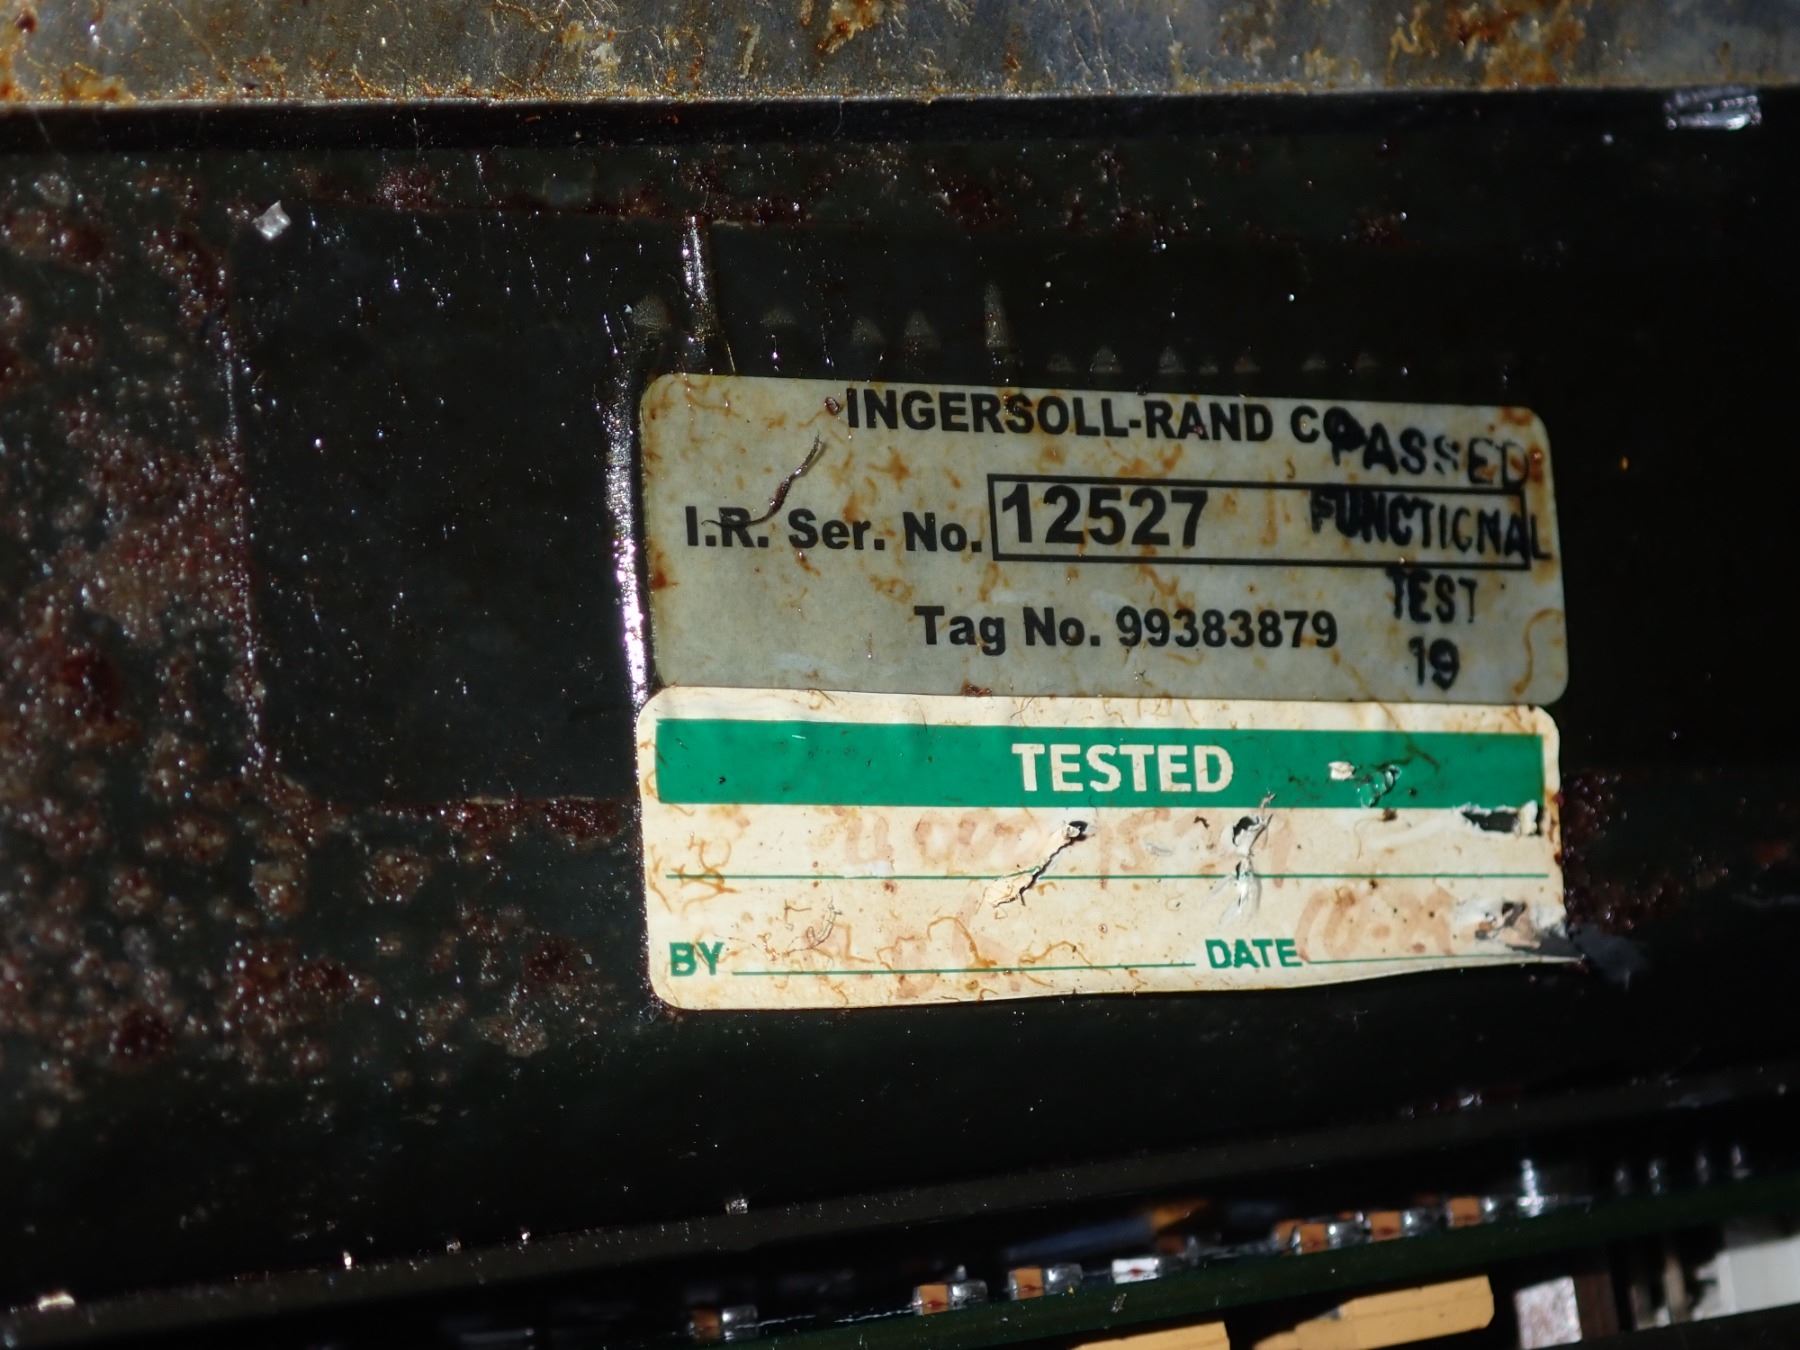 INGERSOLL-RAND CO
PASSED
I.R. Ser. No. 12527
FUNCTIONAL
TEST
Tag No. 99383879
19
TESTED
BY
DATE